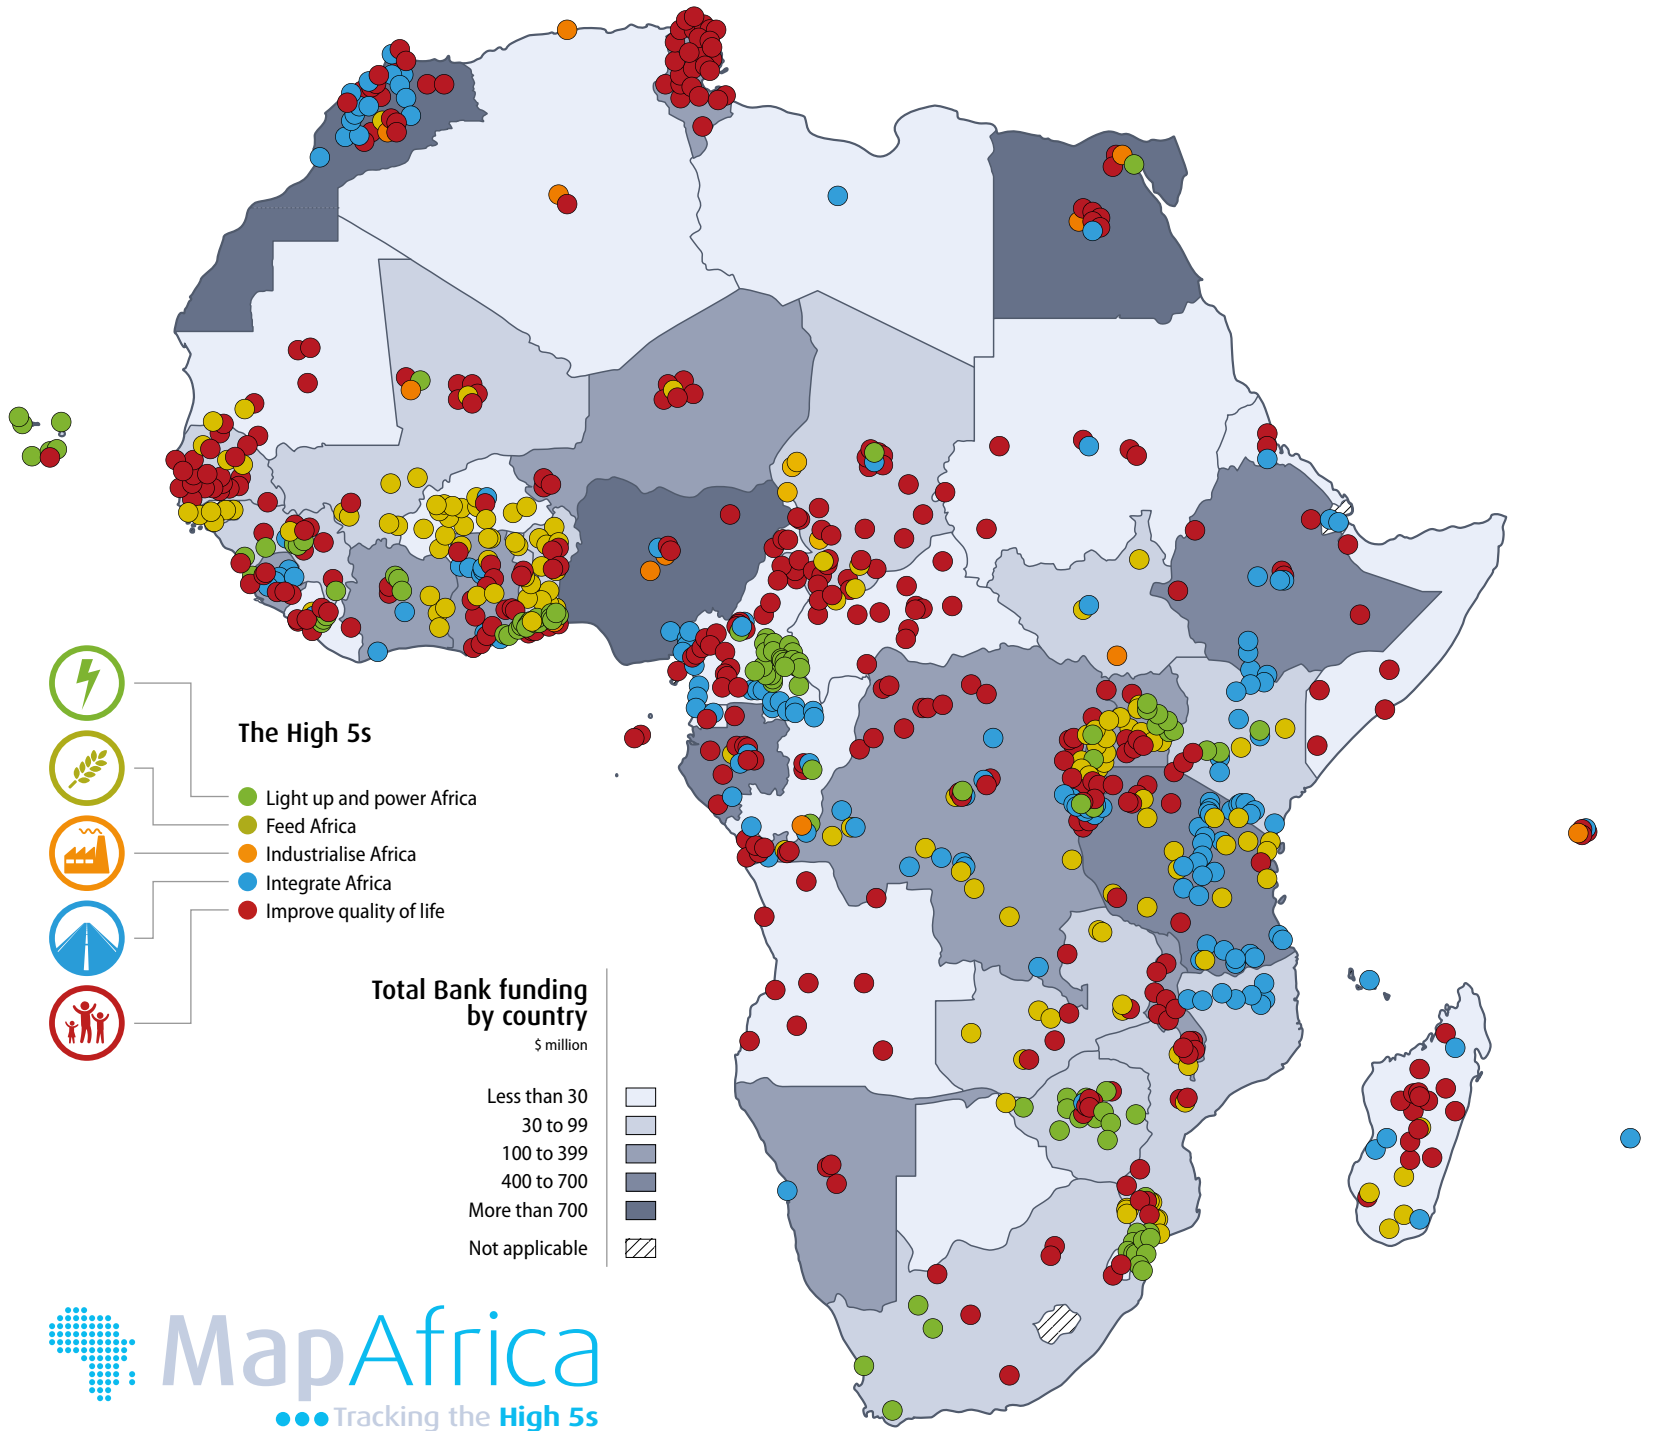 The High 5s
Light up and power Africa
Feed Africa
Industrialise Africa
Integrate Africa
Improve quality of life
Total Bank funding
by country
$ million
Less than 30
30 to 99
100 to 399
400 to 700
More than 700
Not applicable
MapAfrica
Tracking the High 5s